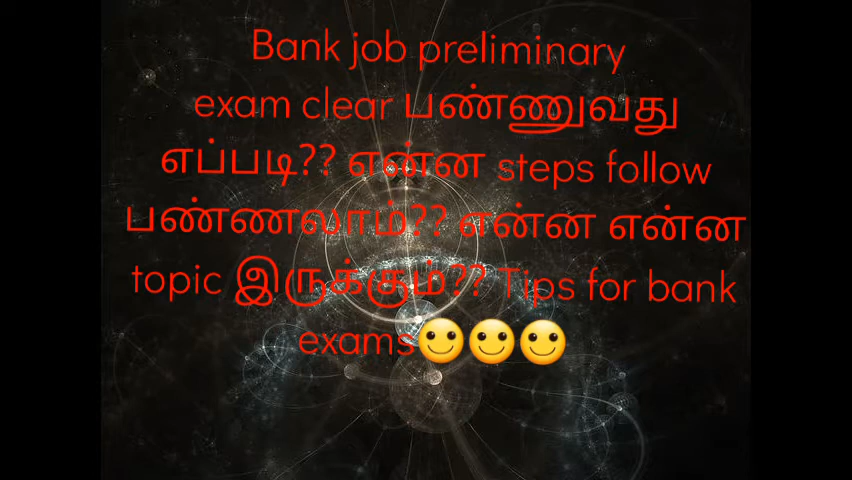 Bank job preliminary
exam clear பண்ணுவது
எப்படி?? என்ன steps follow
பண்ணலாம்?? என்ன என்ன
topic இருக்கும்?? Tips for bank
exams🙂🙂🙂